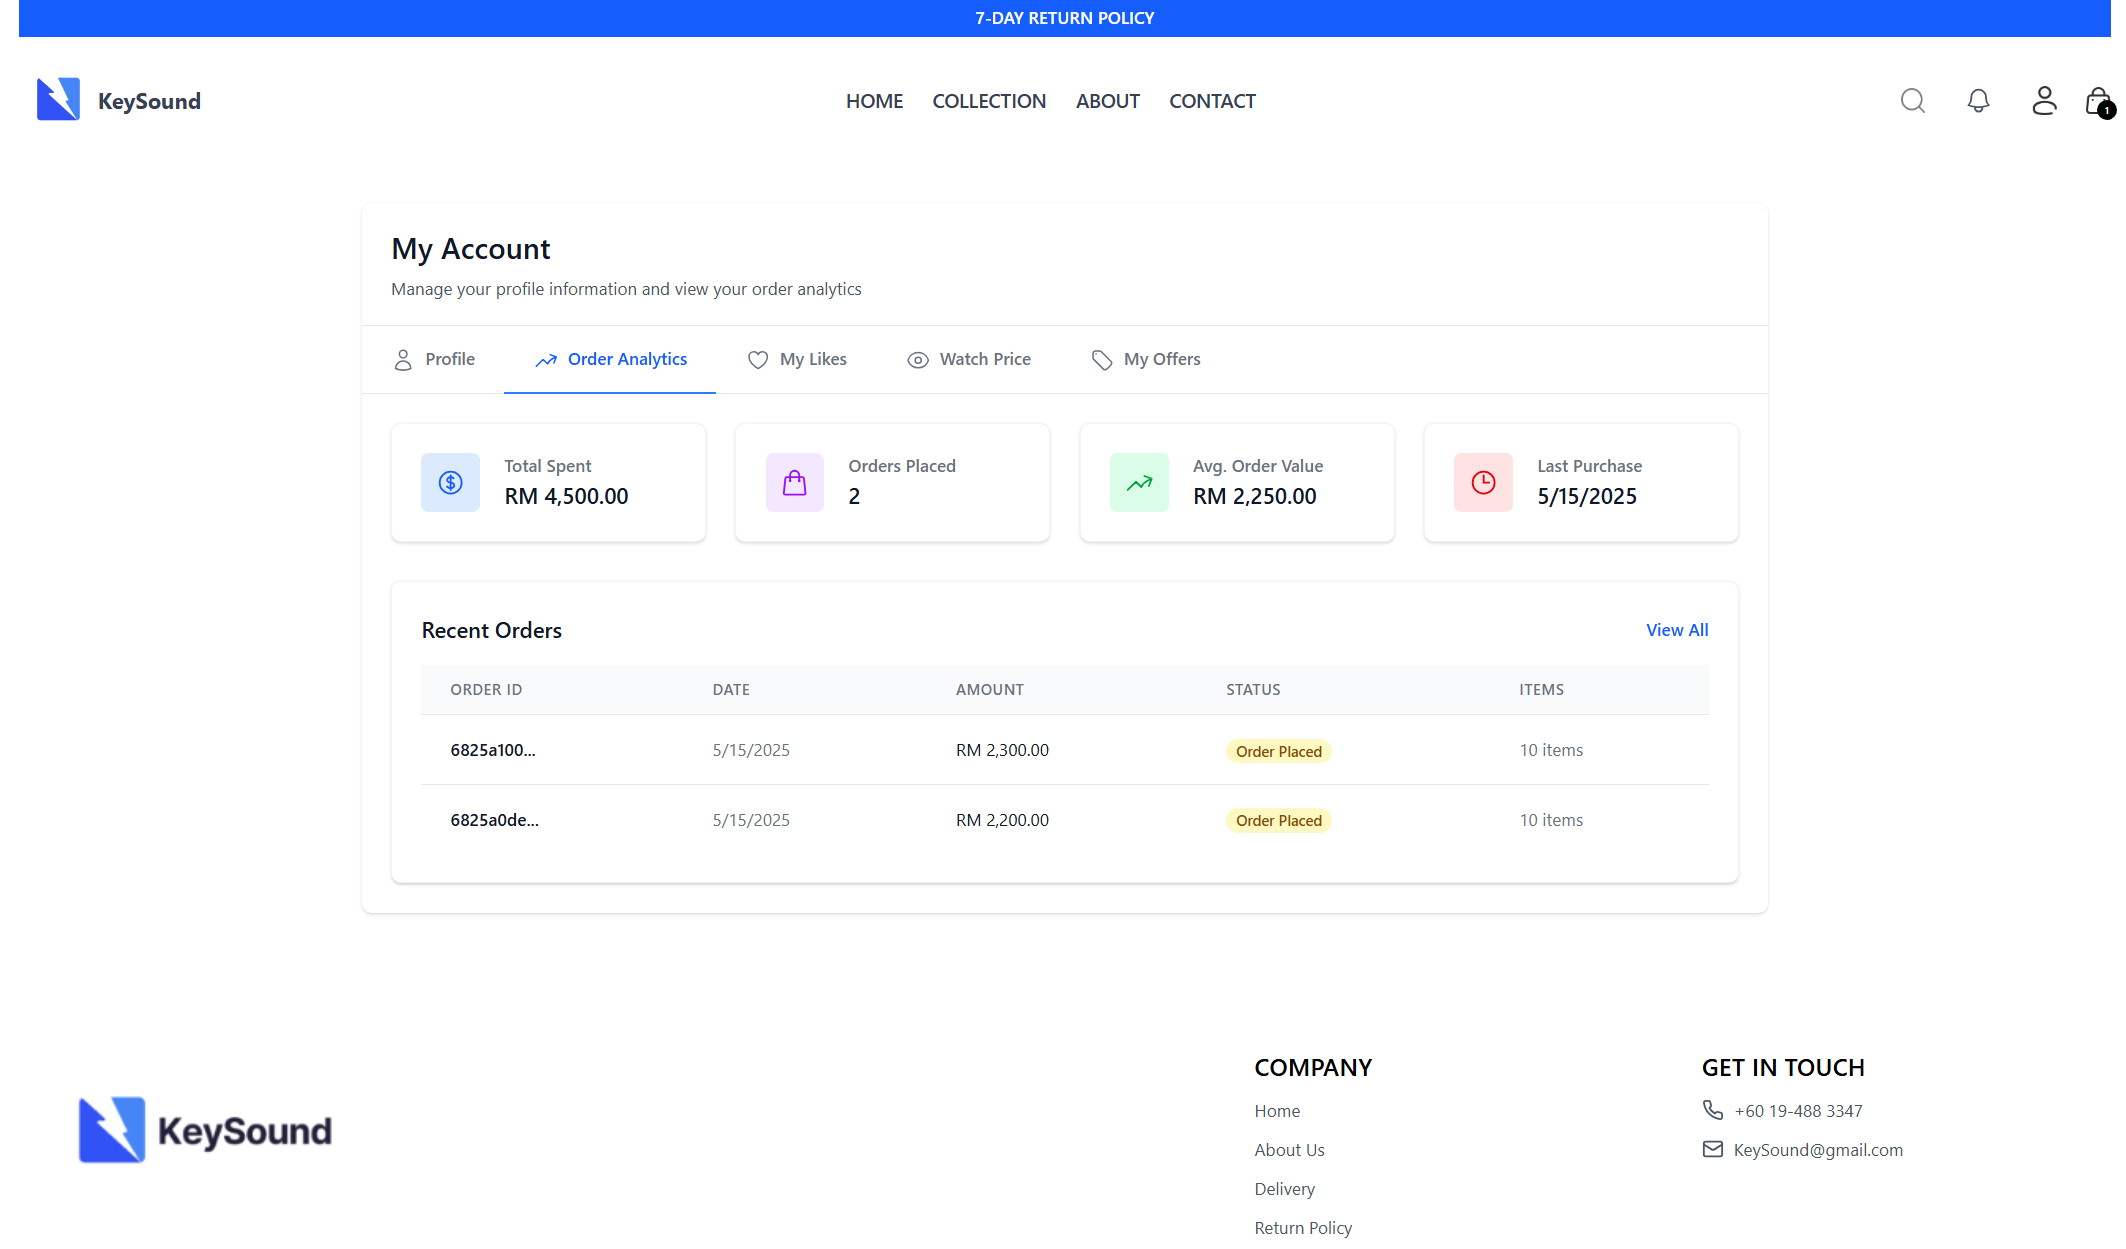 7-DAY RETURN POLICY
KeySound
HOME COLLECTION ABOUT CONTACT
1
My Account
Manage your profile information and view your order analytics
Profile Order Analytics My Likes Watch Price My Offers
Total Spent
RM 4,500.00
Orders Placed
2
Avg. Order Value
RM 2,250.00
Last Purchase
5/15/2025
Recent Orders View All
ORDER ID DATE AMOUNT STATUS ITEMS
6825a100... 5/15/2025 RM 2,300.00 Order Placed 10 items
6825a0de... 5/15/2025 RM 2,200.00 Order Placed 10 items
KeySound
COMPANY
Home
About Us
Delivery
Return Policy
GET IN TOUCH
+60 19-488 3347
KeySound@gmail.com